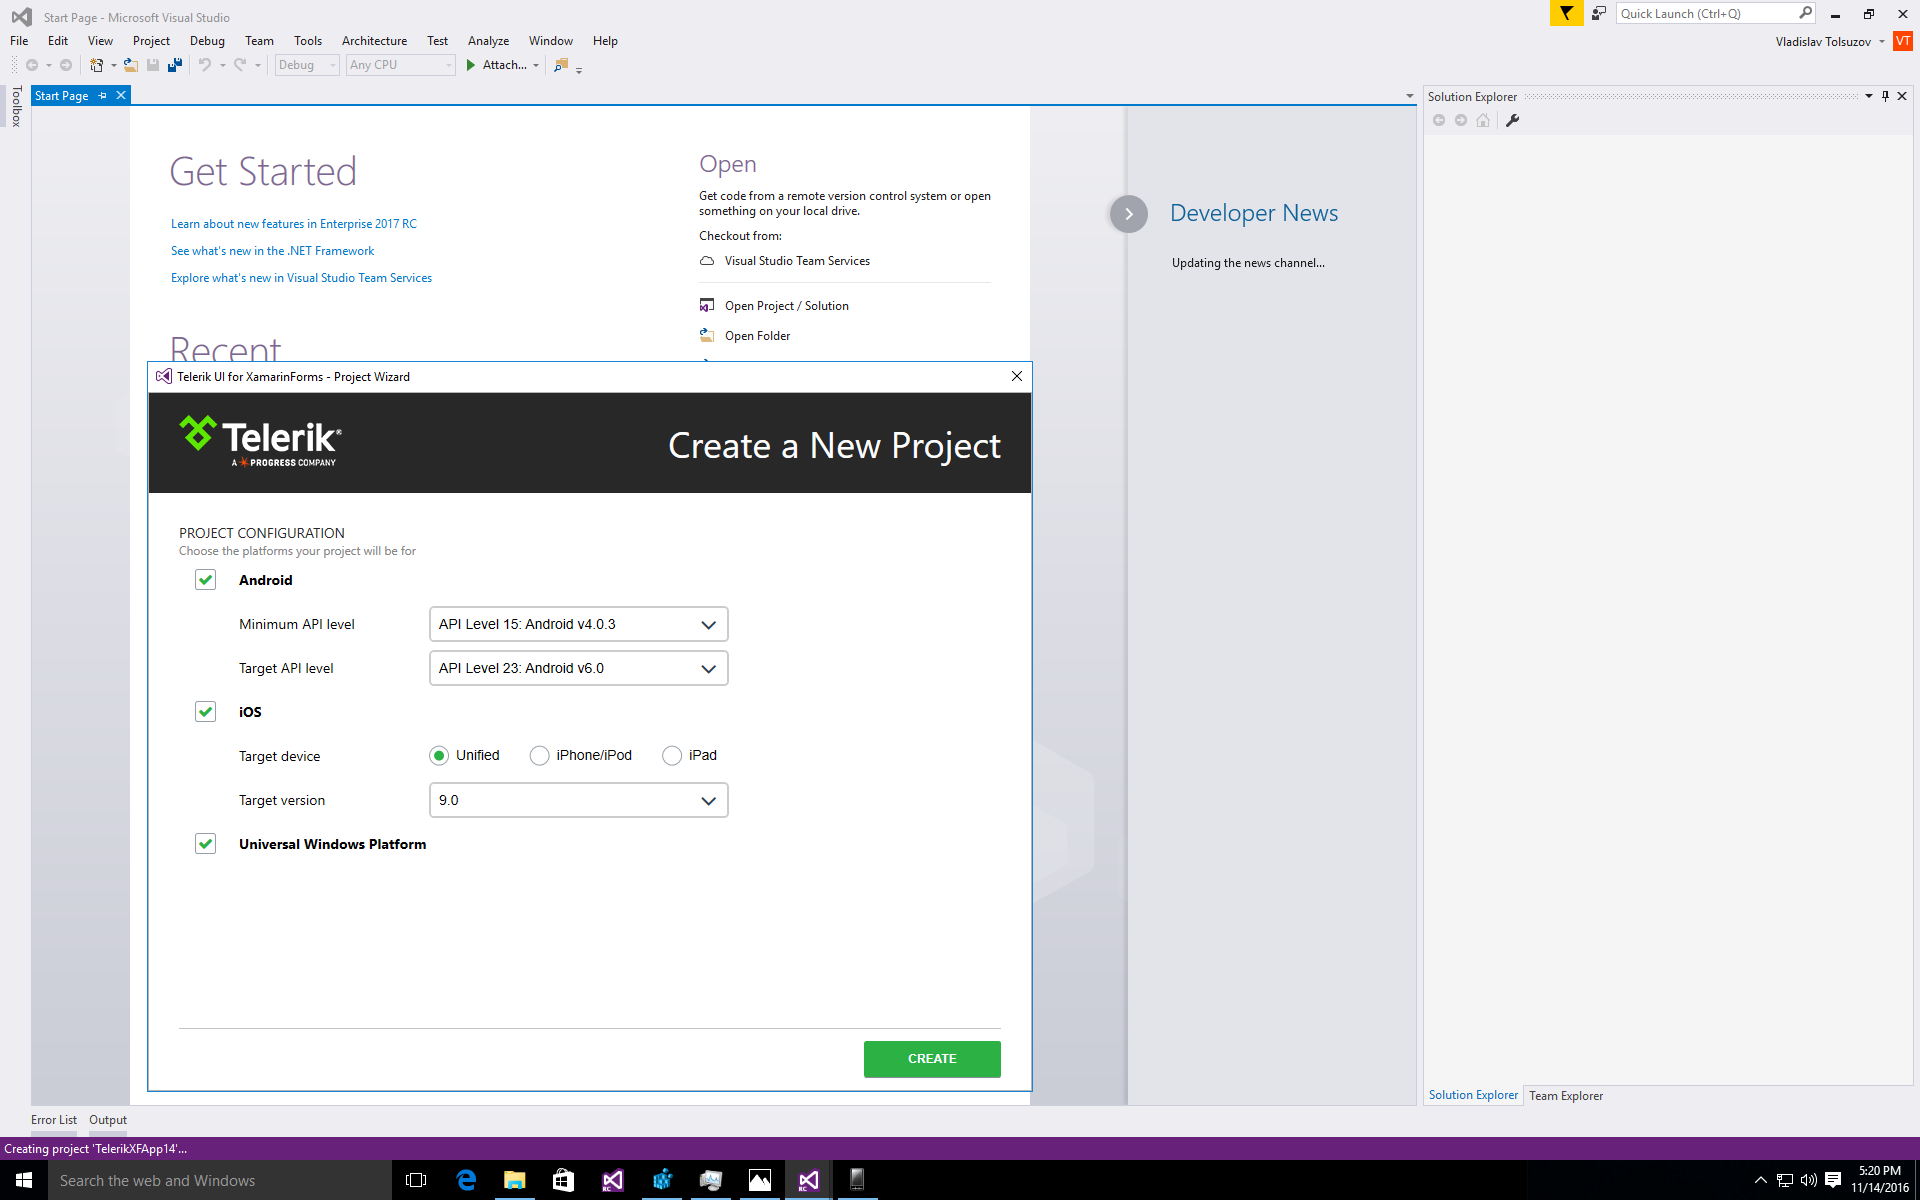 Start Page - Microsoft Visual Studio
Quick Launch (Ctrl+Q)
File Edit View Project Debug Team Tools Architecture Test Analyze Window Help
Vladislav Tolsuzov VT
Debug Any CPU Attach...
Toolbox
Start Page
Solution Explorer
Get Started
Learn about new features in Enterprise 2017 RC
See what's new in the .NET Framework
Explore what's new in Visual Studio Team Services
Recent
Open
Get code from a remote version control system or open
something on your local drive.
Checkout from:
Visual Studio Team Services
Open Project / Solution
Open Folder
Developer News
Updating the news channel...
Telerik UI for XamarinForms - Project Wizard
Telerik®
A PROGRESS COMPANY
Create a New Project
PROJECT CONFIGURATION
Choose the platforms your project will be for
Android
Minimum API level API Level 15: Android v4.0.3
Target API level API Level 23: Android v6.0
iOS
Target device Unified iPhone/iPod iPad
Target version 9.0
Universal Windows Platform
CREATE
Solution Explorer Team Explorer
Error List Output
Creating project 'TelerikXFApp14'...
Search the web and Windows
RC
RC
5:20 PM
11/14/2016